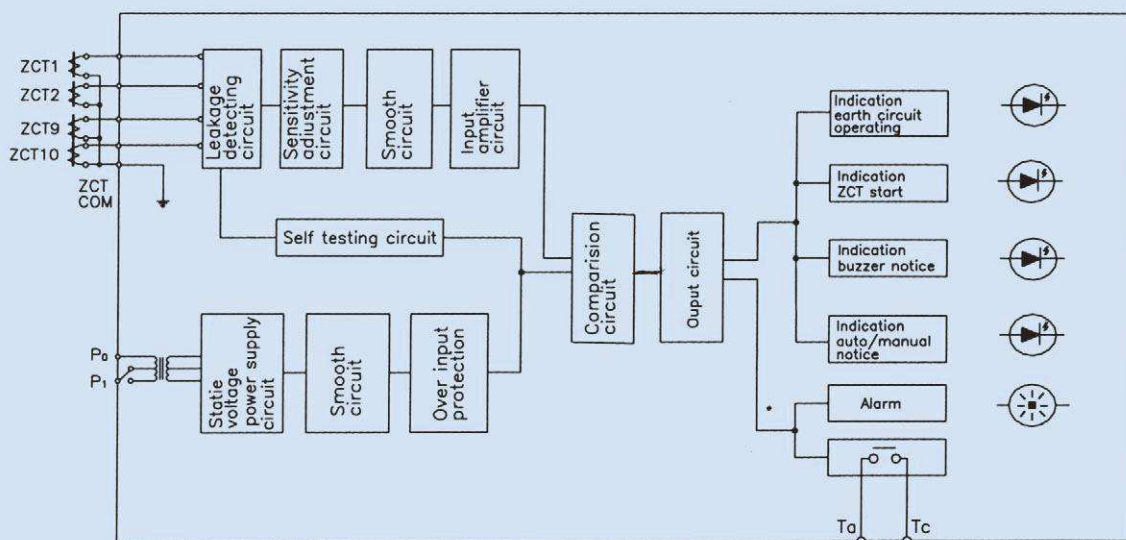 ZCT1
ZCT2
ZCT9
ZCT10
ZCT
COM
Leakage
detecting
circuit
Sensitivity
adiustment
circuit
Smooth
circuit
Input
amplifier
circuit
Self testing circuit
P0
P1
Statie
voltage
power supply
circuit
Smooth
circuit
Over input
protection
Comparision
circuit
Ouput circuit
Indication
earth circuit
operating
Indication
ZCT start
Indication
buzzer notice
Indication
auto/manual
notice
Alarm
Ta
Tc